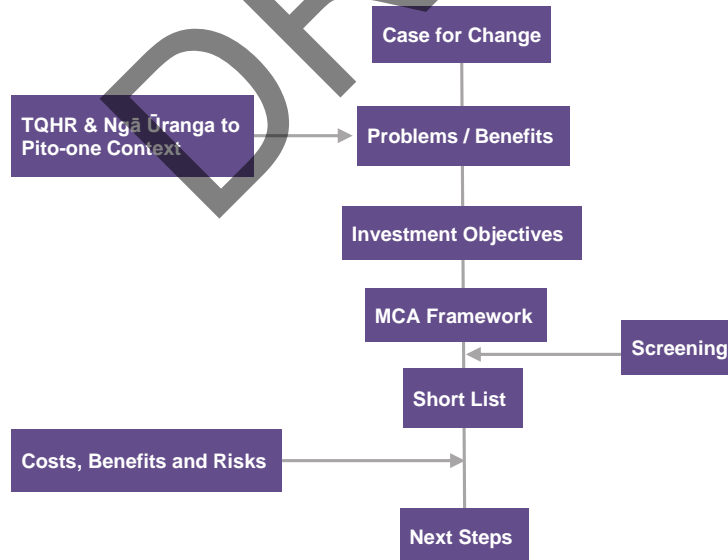 Case for Change
TQHR & Ngā Ūranga to
Pito-one Context
Problems / Benefits
Investment Objectives
MCA Framework
Screening
Short List
Costs, Benefits and Risks
Next Steps